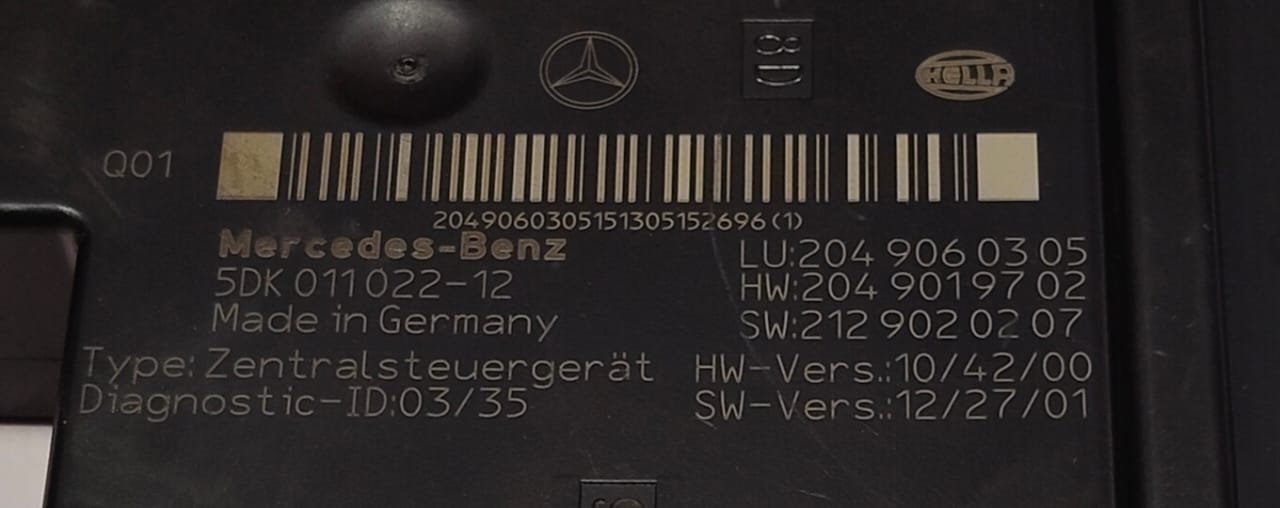 HELLA
Q01
2049060305151305152696(1)
Mercedes-Benz
5DK 011 022-12
Made in Germany
Type: Zentralsteuergerät
Diagnostic-ID:03/35
LU:204 906 03 05
HW:204 901 97 02
SW:212 902 02 07
HW-Vers.:10/42/00
SW-Vers.:12/27/01